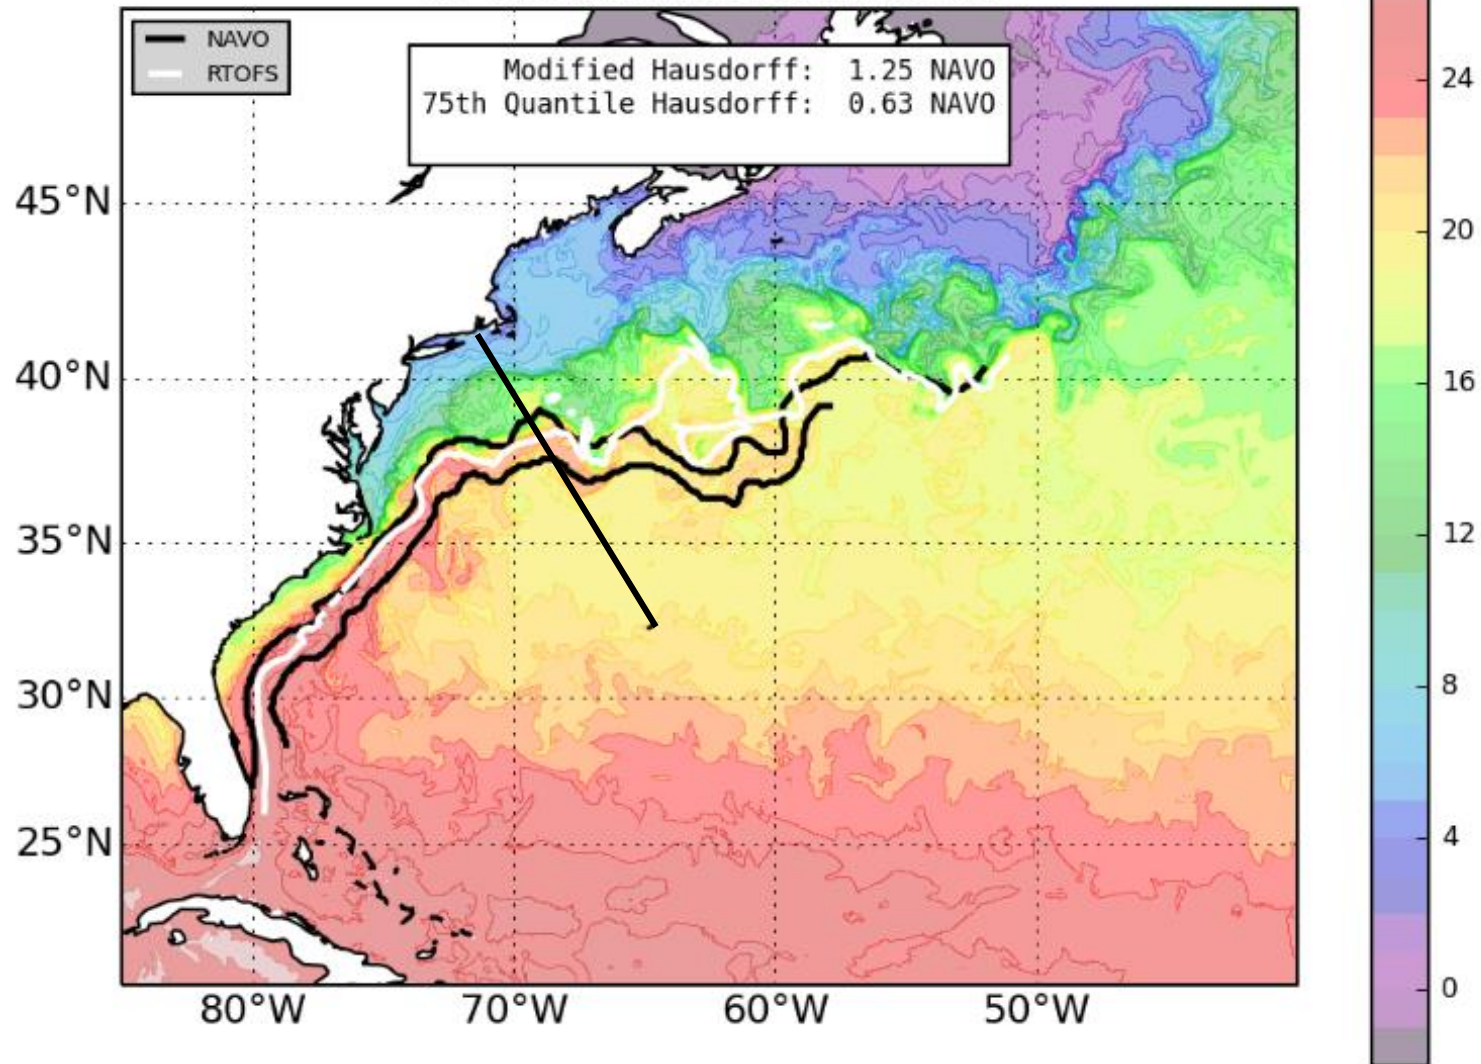 NAVO
RTOFS
Modified Hausdorff: 1.25 NAVO
75th Quantile Hausdorff: 0.63 NAVO
45°N
40°N
35°N
30°N
25°N
80°W
70°W
60°W
50°W
24
20
16
12
8
4
0